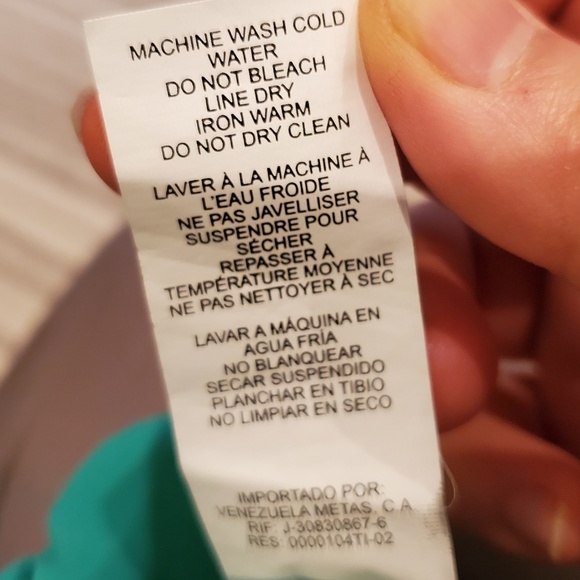 MACHINE WASH COLD
WATER
DO NOT BLEACH
LINE DRY
IRON WARM
DO NOT DRY CLEAN
LAVER À LA MACHINE À
L'EAU FROIDE
NE PAS JAVELLISER
SUSPENDRE POUR
SÉCHER
REPASSER À
TEMPÉRATURE MOYENNE
NE PAS NETTOYER À SEC
LAVAR A MÁQUINA EN
AGUA FRÍA
NO BLANQUEAR
SECAR SUSPENDIDO
PLANCHAR EN TIBIO
NO LIMPIAR EN SECO
IMPORTADO POR:
VENEZUELA METAS, C.A
RIF: J-30830867-6
RES: 0000104TI-02